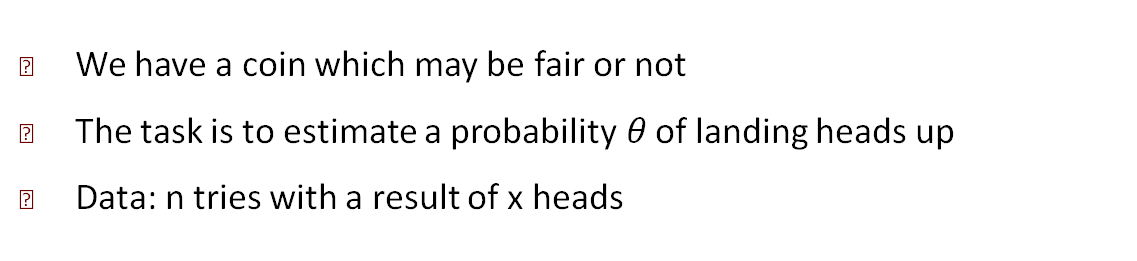 We have a coin which may be fair or not
The task is to estimate a probability θ of landing heads up
Data: n tries with a result of x heads